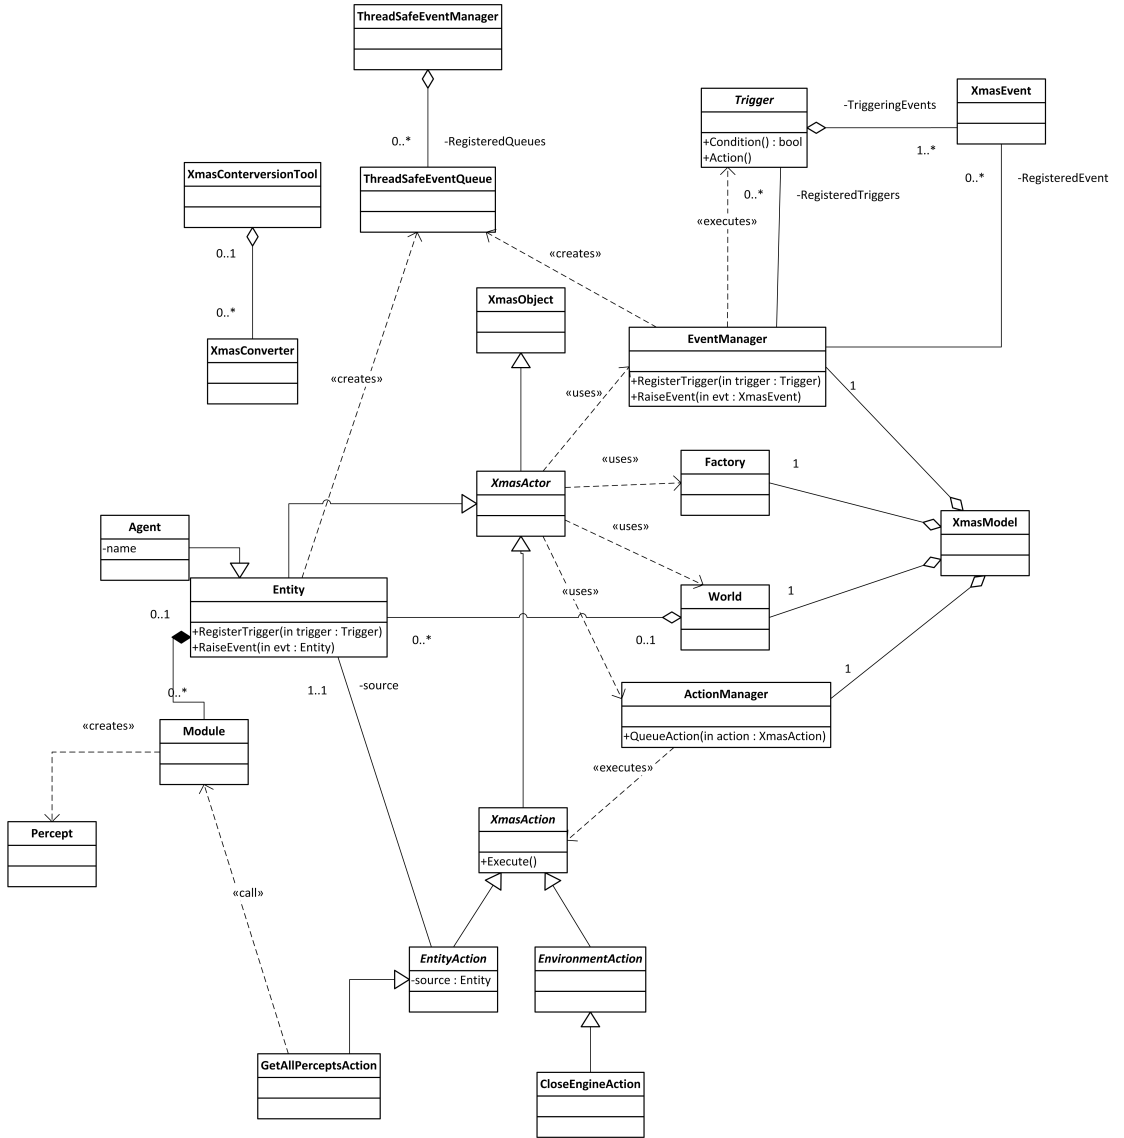 ThreadSafeEventManager
0..*
-RegisteredQueues
ThreadSafeEventQueue
Trigger
+Condition() : bool
+Action()
-TriggeringEvents
1..*
XmasEvent
0..*
-RegisteredEvent
0..*
-RegisteredTriggers
«executes»
XmasConterversionTool
0..1
0..*
XmasConverter
«creates»
XmasObject
EventManager
+RegisterTrigger(in trigger : Trigger)
+RaiseEvent(in evt : XmasEvent)
1
«creates»
«uses»
«uses»
Factory
1
XmasActor
«uses»
XmasModel
Agent
-name
Entity
+RegisterTrigger(in trigger : Trigger)
+RaiseEvent(in evt : Entity)
0..1
0..*
0..1
World
1
«uses»
0..*
1..1
-source
ActionManager
+QueueAction(in action : XmasAction)
1
«creates»
Module
«executes»
Percept
XmasAction
+Execute()
«call»
EntityAction
-source : Entity
EnvironmentAction
GetAllPerceptsAction
CloseEngineAction